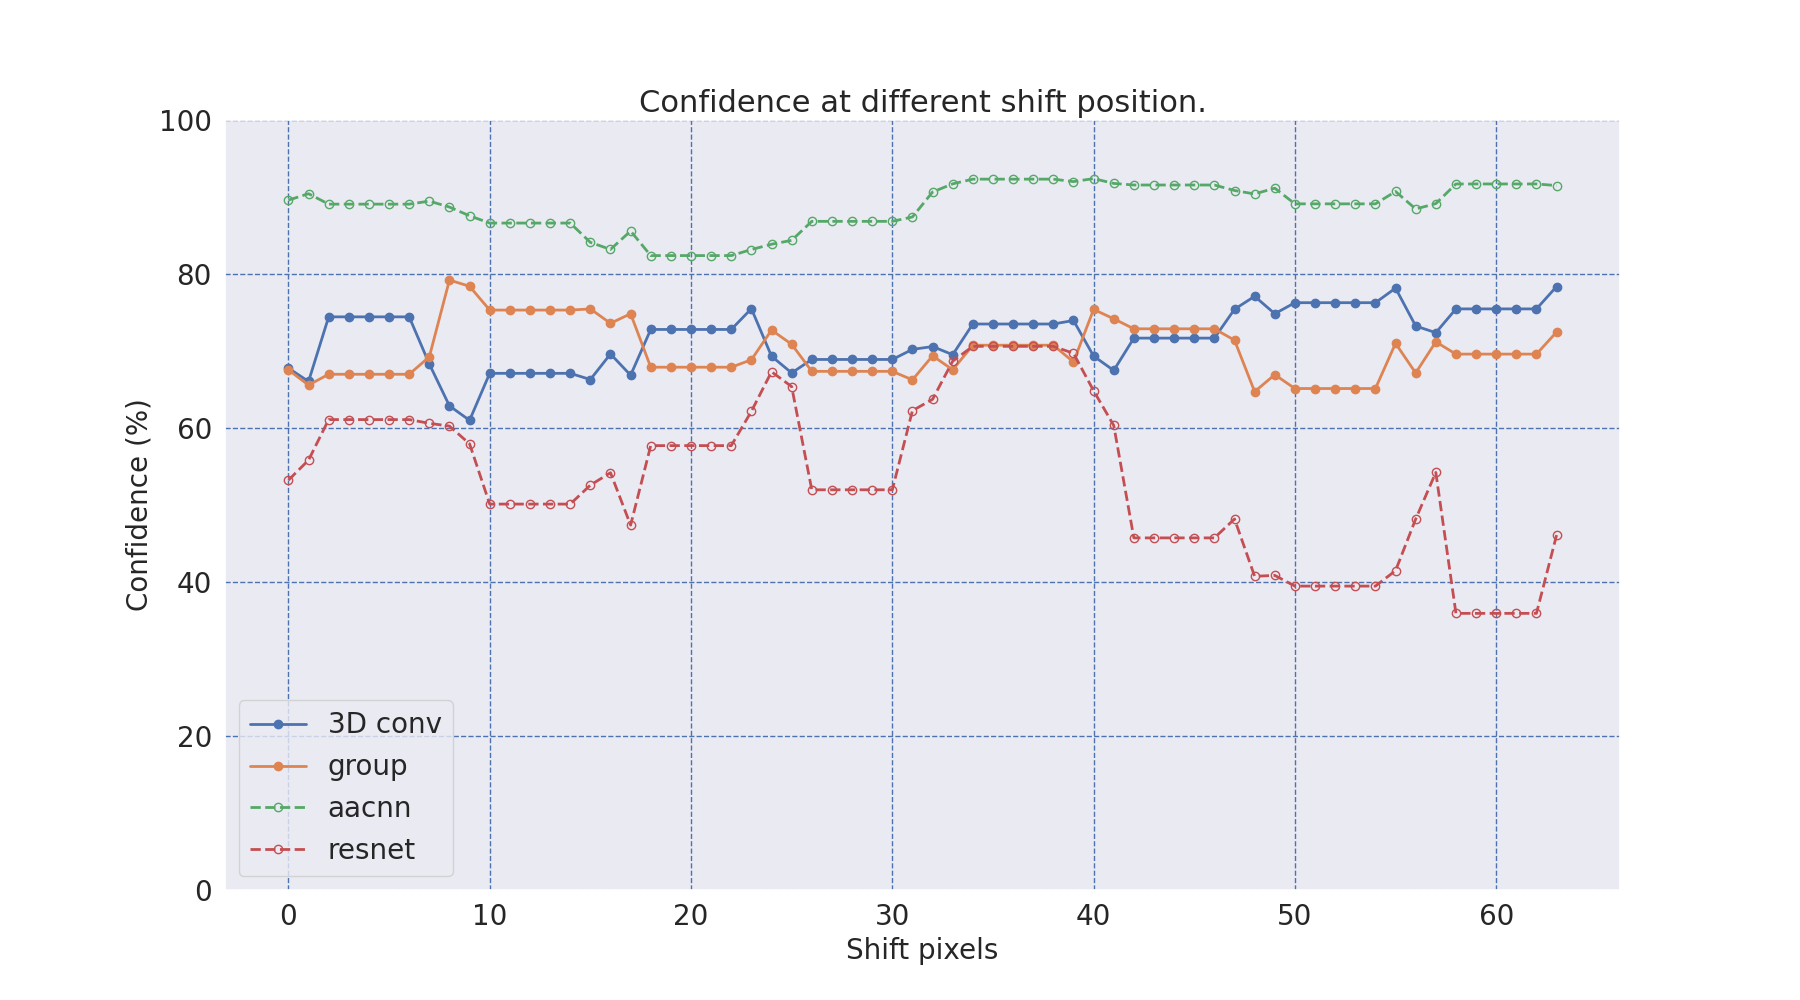 Confidence at different shift position.
100
80
60
40
20
0
Confidence (%)
3D conv
group
aacnn
resnet
0 10 20 30 40 50 60
Shift pixels